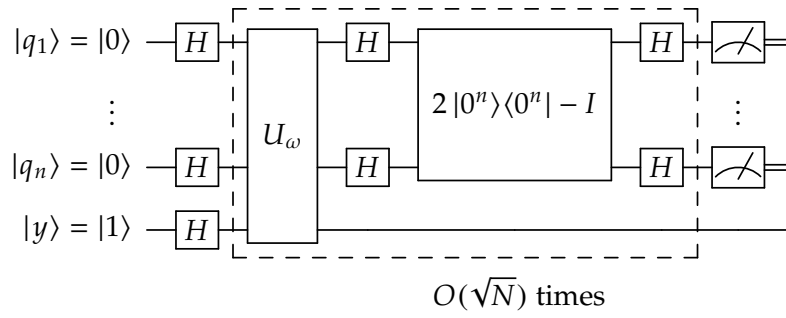 |q₁⟩ = |0⟩ H H H
⋮ U_ω 2 |0ⁿ⟩⟨0ⁿ| − I ⋮
|qₙ⟩ = |0⟩ H H H
|y⟩ = |1⟩ H
O(√N) times